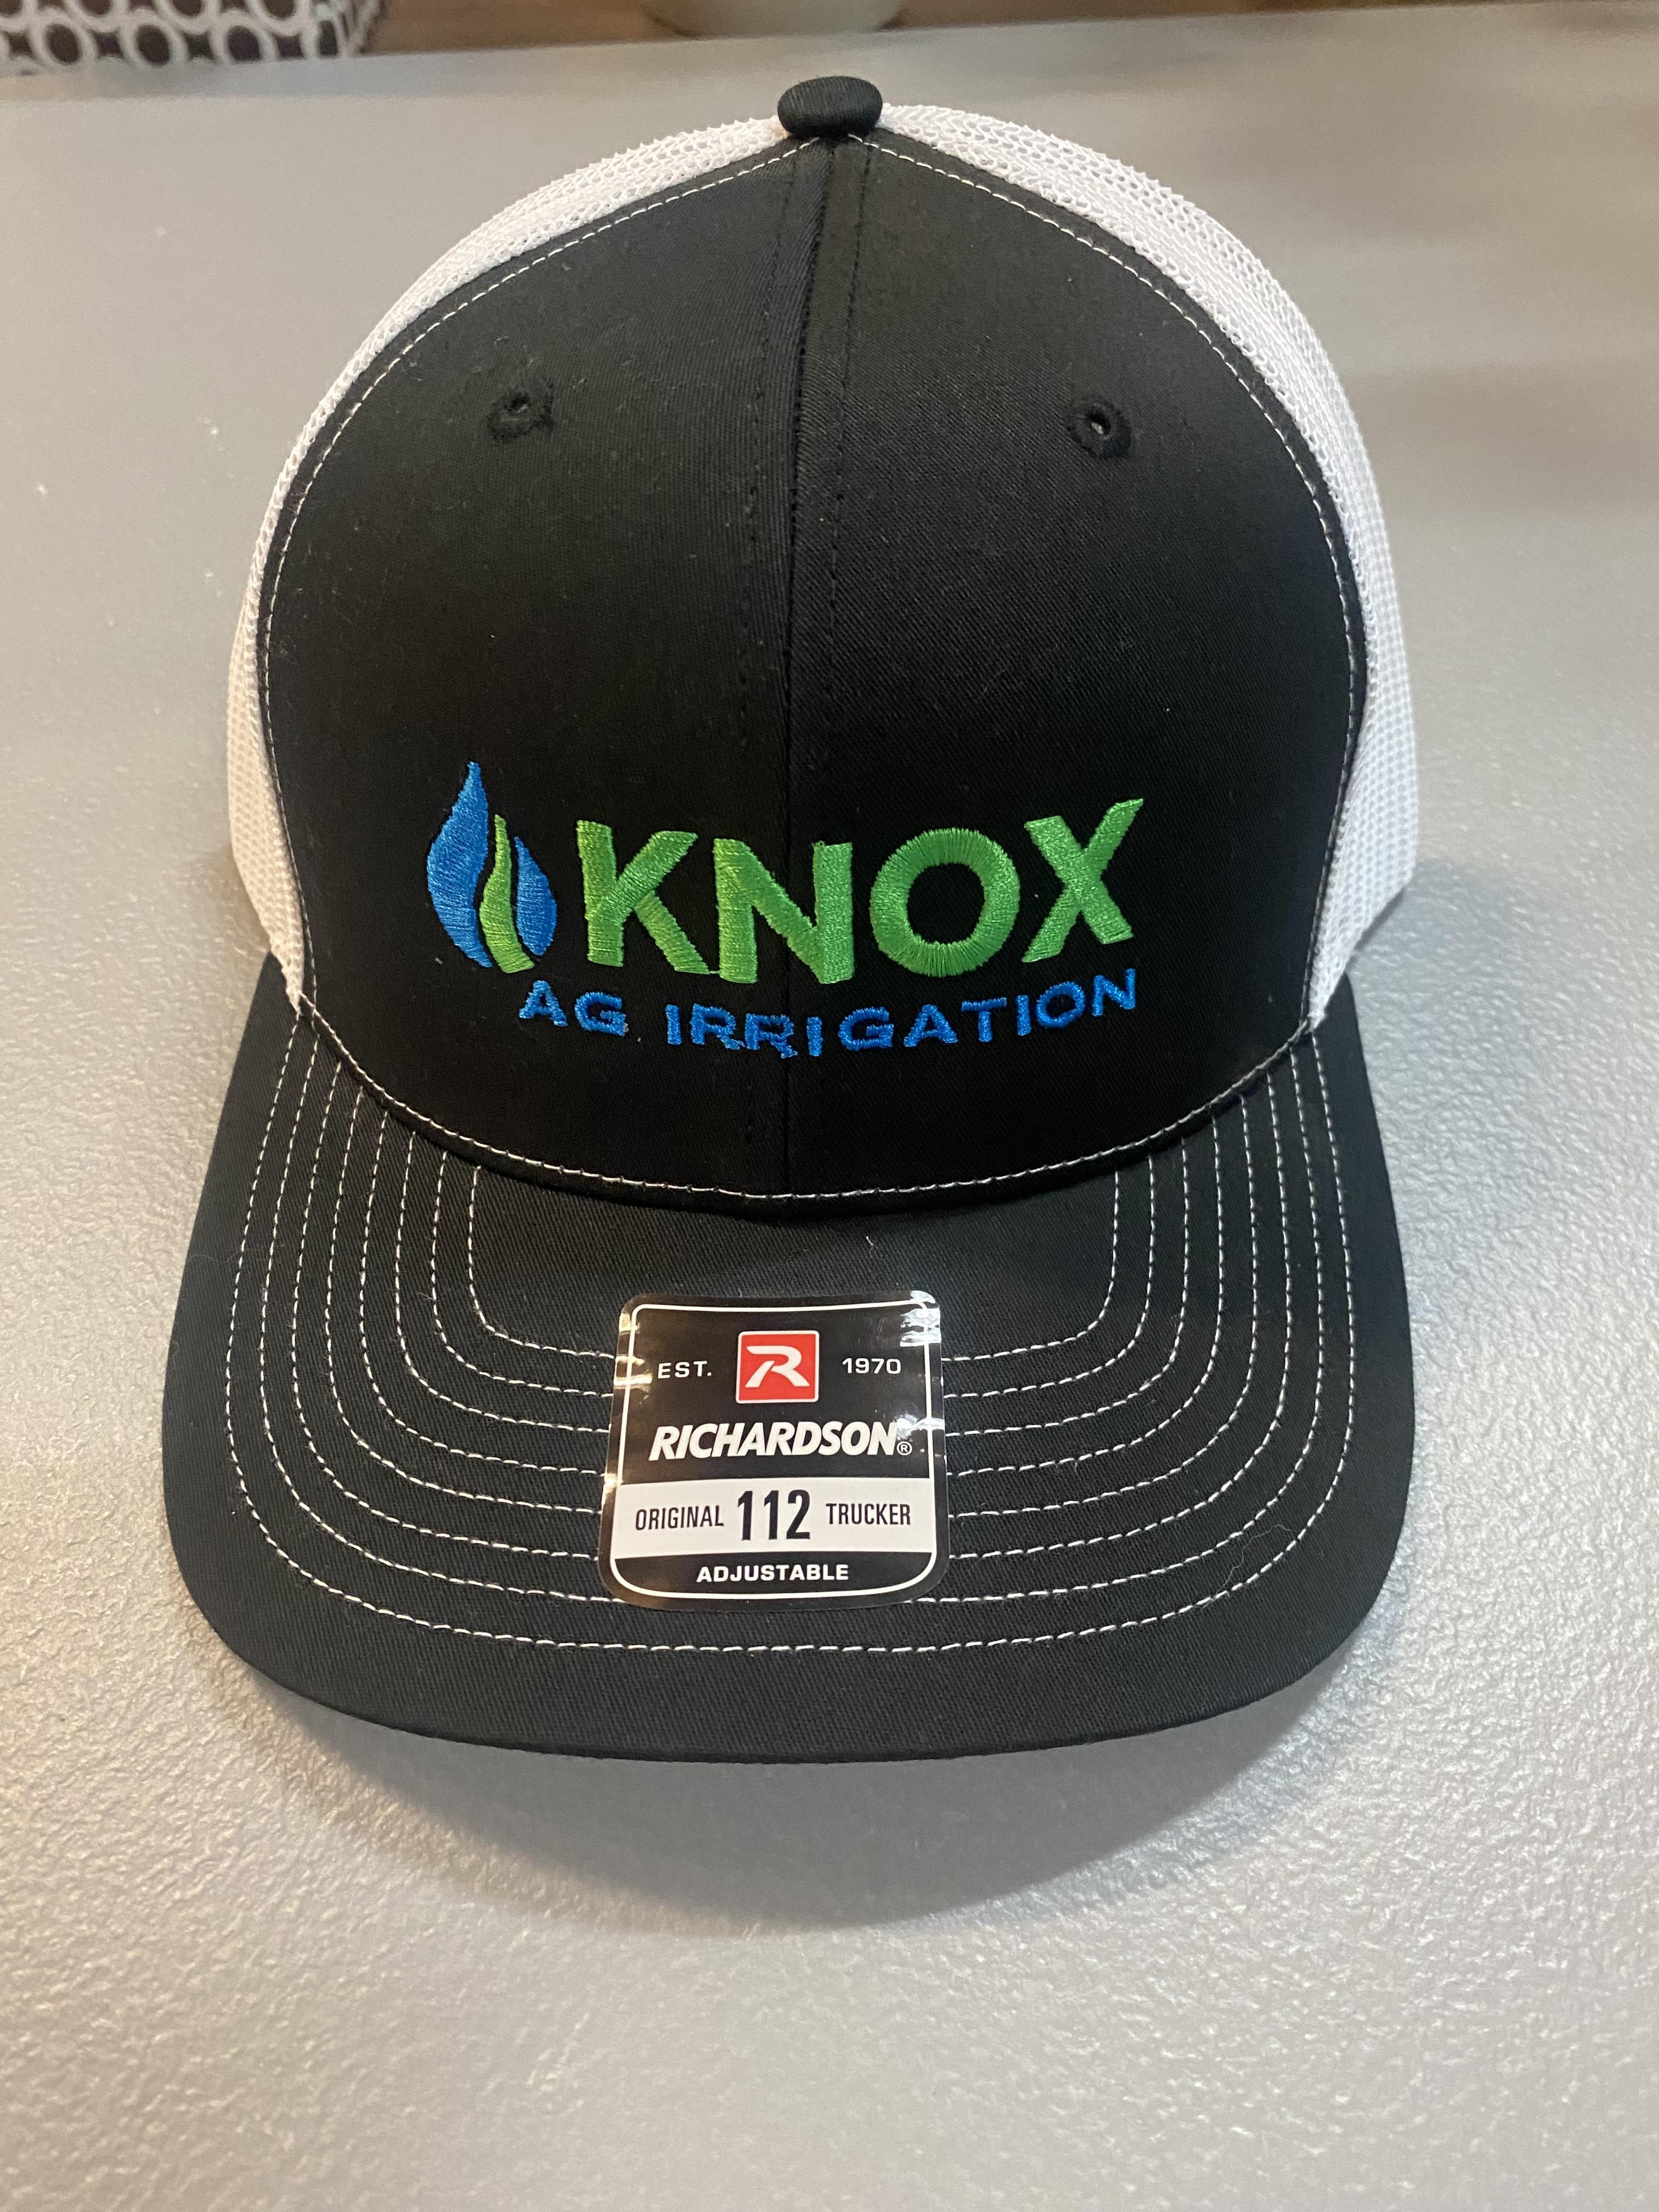 KNOX
AG IRRIGATION
EST. R 1970
RICHARDSON®
ORIGINAL 112 TRUCKER
ADJUSTABLE